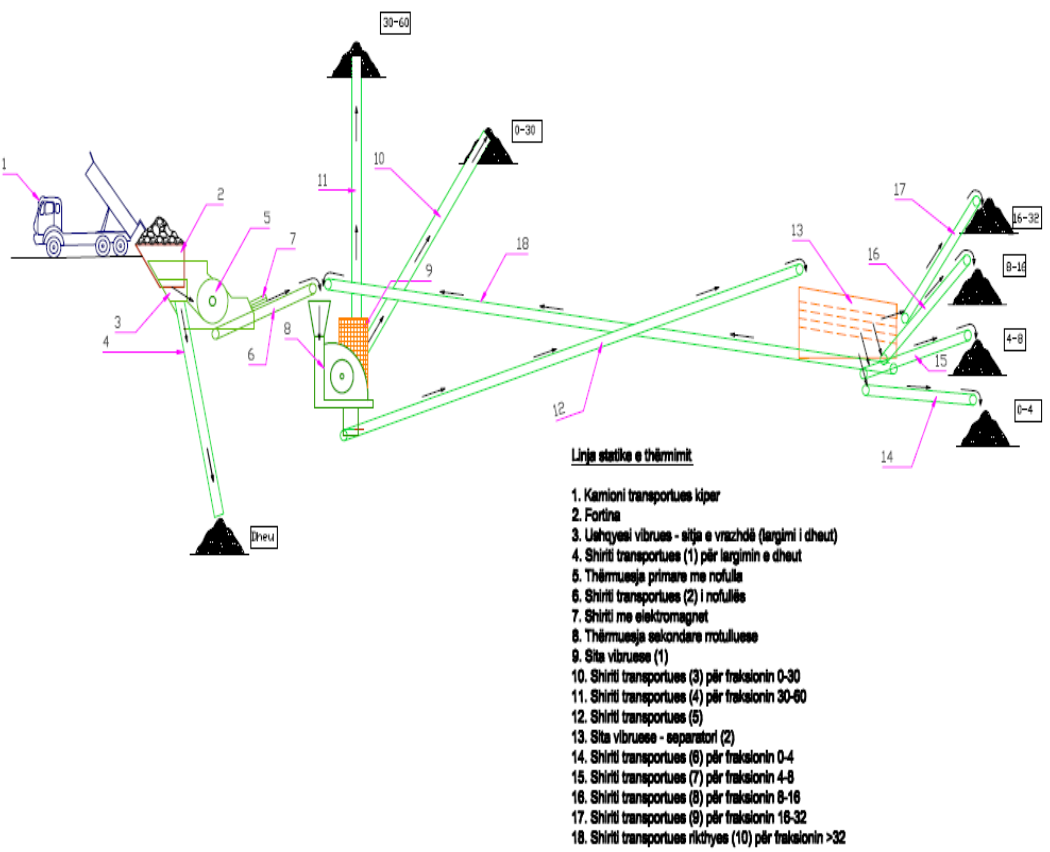 30-60
0-30
10
1
2
11
5
7
17
16-32
13
18
16
9
8-16
3
8
4
6
4-8
15
12
0-4
14
Dheu
Linja statike e thërmimit
1. Kamioni transportues kiper
2. Fortina
3. Ushqyesi vibrues - sitja e vrazhdë (largimi i dheut)
4. Shiriti transportues (1) për largimin e dheut
5. Thërmuesja primare me nofulla
6. Shiriti transportues (2) i nofullës
7. Shiriti me elektromagnet
8. Thërmuesja sekondare rrotulluese
9. Sita vibruese (1)
10. Shiriti transportues (3) për fraksionin 0-30
11. Shiriti transportues (4) për fraksionin 30-60
12. Shiriti transportues (5)
13. Sita vibruese - separatori (2)
14. Shiriti transportues (6) për fraksionin 0-4
15. Shiriti transportues (7) për fraksionin 4-8
16. Shiriti transportues (8) për fraksionin 8-16
17. Shiriti transportues (9) për fraksionin 16-32
18. Shiriti transportues rikthyes (10) për fraksionin >32